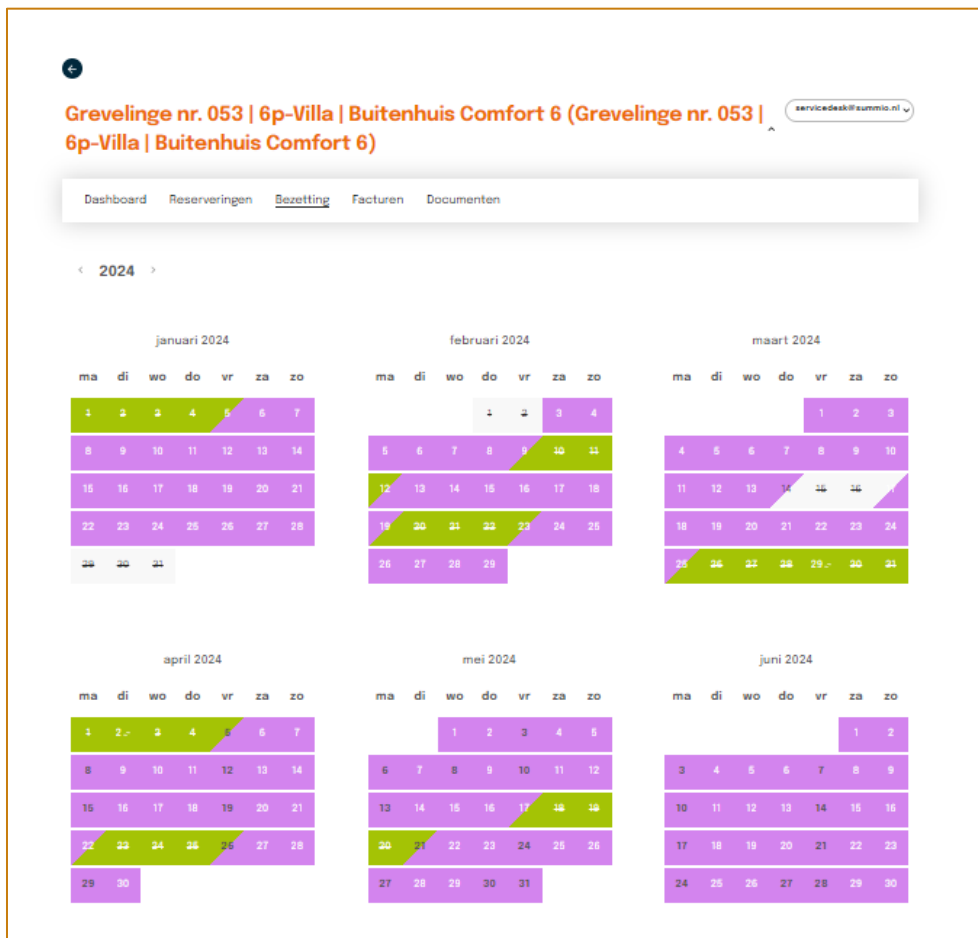 Grevelinge nr. 053 | 6p-Villa | Buitenhuis Comfort 6 (Grevelinge nr. 053 |
6p-Villa | Buitenhuis Comfort 6)
servicedesk@summio.nl
Dashboard Reserveringen Bezetting Facturen Documenten
< 2024 >
januari 2024
ma di wo do vr za zo
1 2 3 4 5 6 7
8 9 10 11 12 13 14
15 16 17 18 19 20 21
22 23 24 25 26 27 28
29 30 31
februari 2024
ma di wo do vr za zo
1 2 3 4
5 6 7 8 9 10 11
12 13 14 15 16 17 18
19 20 21 22 23 24 25
26 27 28 29
maart 2024
ma di wo do vr za zo
1 2 3
4 5 6 7 8 9 10
11 12 13 14 15 16
18 19 20 21 22 23 24
25 26 27 28 29.- 30 31
april 2024
ma di wo do vr za zo
1 2.- 3 4 5 6 7
8 9 10 11 12 13 14
15 16 17 18 19 20 21
22 23 24 25 26 27 28
29 30
mei 2024
ma di wo do vr za zo
1 2 3 4 5
6 7 8 9 10 11 12
13 14 15 16 17 18 19
20 21 22 23 24 25 26
27 28 29 30 31
juni 2024
ma di wo do vr za zo
1 2
3 4 5 6 7 8 9
10 11 12 13 14 15 16
17 18 19 20 21 22 23
24 25 26 27 28 29 30